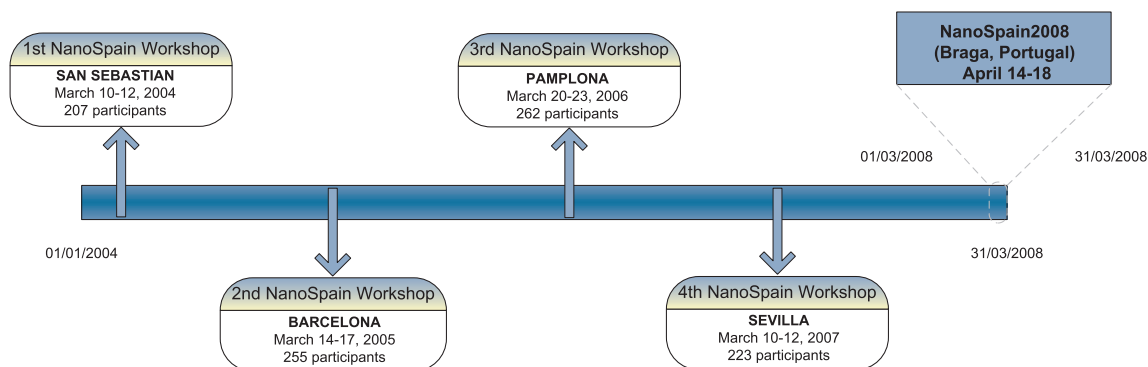 1st NanoSpain Workshop
SAN SEBASTIAN
March 10-12, 2004
207 participants
3rd NanoSpain Workshop
PAMPLONA
March 20-23, 2006
262 participants
NanoSpain2008
(Braga, Portugal)
April 14-18
01/03/2008
31/03/2008
01/01/2004
31/03/2008
2nd NanoSpain Workshop
BARCELONA
March 14-17, 2005
255 participants
4th NanoSpain Workshop
SEVILLA
March 10-12, 2007
223 participants